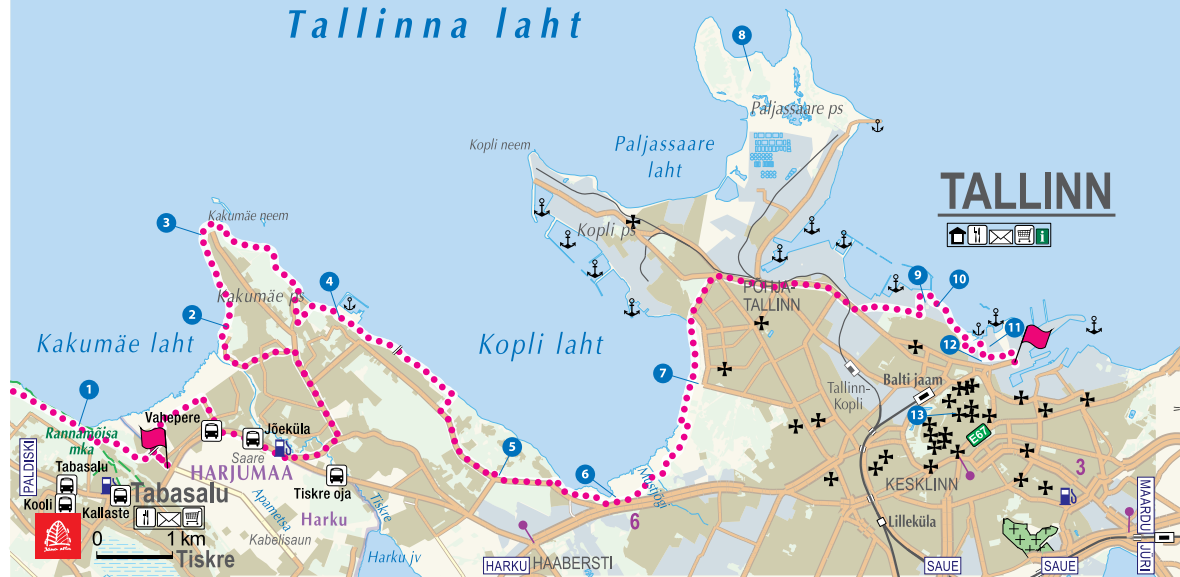 Tallinna laht
8
Paljassaare ps
Kopli neem
Paljassaare
laht
TALLINN
i
3
Kakumäe neem
Kopli ps
Kakumäe ps
4
2
PÕHJA-
TALLINN
9
10
Kakumäe laht
Kopli laht
11
12
7
Tallinn-
Kopli
Balti jaam
1
Vahepere
Rannamõisa
mka
Jõeküla
Saare
13
E67
PALDISKI
HARJUMAA
5
6
Mustjõgi
3
KESKLINN
Tabasalu
Tabasalu
Tiskre oja
Kooli
Kallaste
Apametsa
Harku
Tiskre
6
Lilleküla
MAARDU
JÜRI
0
1 km
Kabelisaun
Tiskre
Harku jv
HARKU
HAABERSTI
SAUE
SAUE